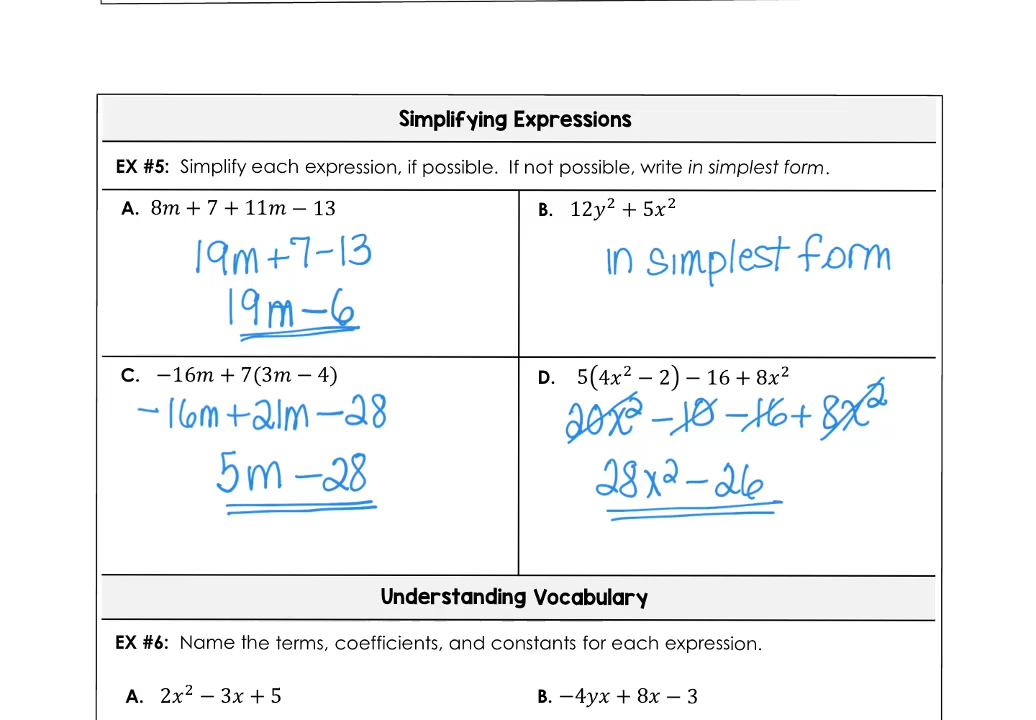 Simplifying Expressions
EX #5: Simplify each expression, if possible. If not possible, write in simplest form.
A. 8m + 7 + 11m − 13
19m + 7 − 13
19m − 6
B. 12y² + 5x²
in simplest form
C. −16m + 7(3m − 4)
−16m + 21m − 28
5m − 28
D. 5(4x² − 2) − 16 + 8x²
20x² − 10 − 16 + 8x²
28x² − 26
Understanding Vocabulary
EX #6: Name the terms, coefficients, and constants for each expression.
A. 2x² − 3x + 5
B. −4yx + 8x − 3